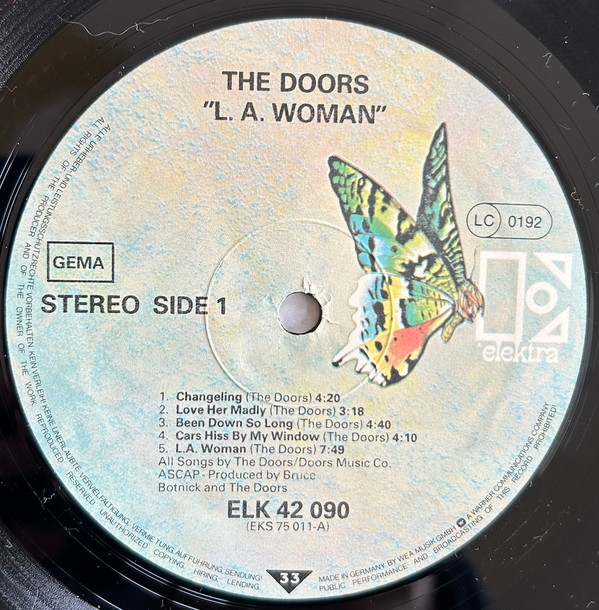 THE DOORS
"L. A. WOMAN"
LC 0192
GEMA
STEREO SIDE 1
elektra
1. Changeling (The Doors) 4:20
2. Love Her Madly (The Doors) 3:18
3. Been Down So Long (The Doors) 4:40
4. Cars Hiss By My Window (The Doors) 4:10
5. L.A. Woman (The Doors) 7:49
All Songs by The Doors/Doors Music Co.
ASCAP - Produced by Bruce
Botnick and The Doors
ELK 42 090
(EKS 75 011-A)
33
ALLE URHEBER- UND LEISTUNGSSCHUTZRECHTE VORBEHALTEN. KEIN VERLEIH! KEINE UNERLAUBTE VERVIELFÄLTIGUNG, VERMIETUNG, AUFFÜHRUNG, SENDUNG!
ALL RIGHTS OF THE PRODUCER AND OF THE OWNER OF THE WORK REPRODUCED RESERVED UNAUTHORIZED COPYING, HIRING, LENDING,
MADE IN GERMANY BY WEA MUSIK GMBH A WARNER COMMUNICATIONS COMPANY
PUBLIC PERFORMANCE AND BROADCASTING OF THIS RECORD PROHIBITED!